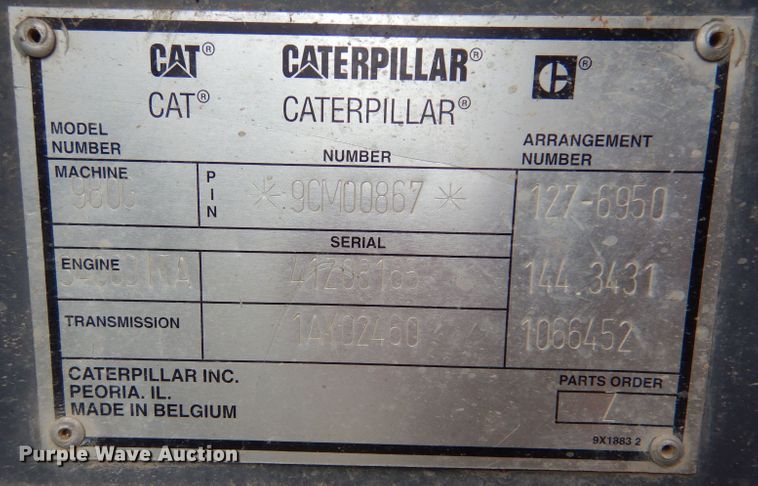 CAT® CATERPILLAR® C®
CAT® CATERPILLAR®
MODEL NUMBER NUMBER ARRANGEMENT NUMBER
MACHINE PIN *9CM00867* 127-6950
SERIAL
ENGINE 144.3431
TRANSMISSION 1066452
CATERPILLAR INC.
PEORIA. IL. PARTS ORDER
MADE IN BELGIUM
9X1883 2
Purple Wave Auction